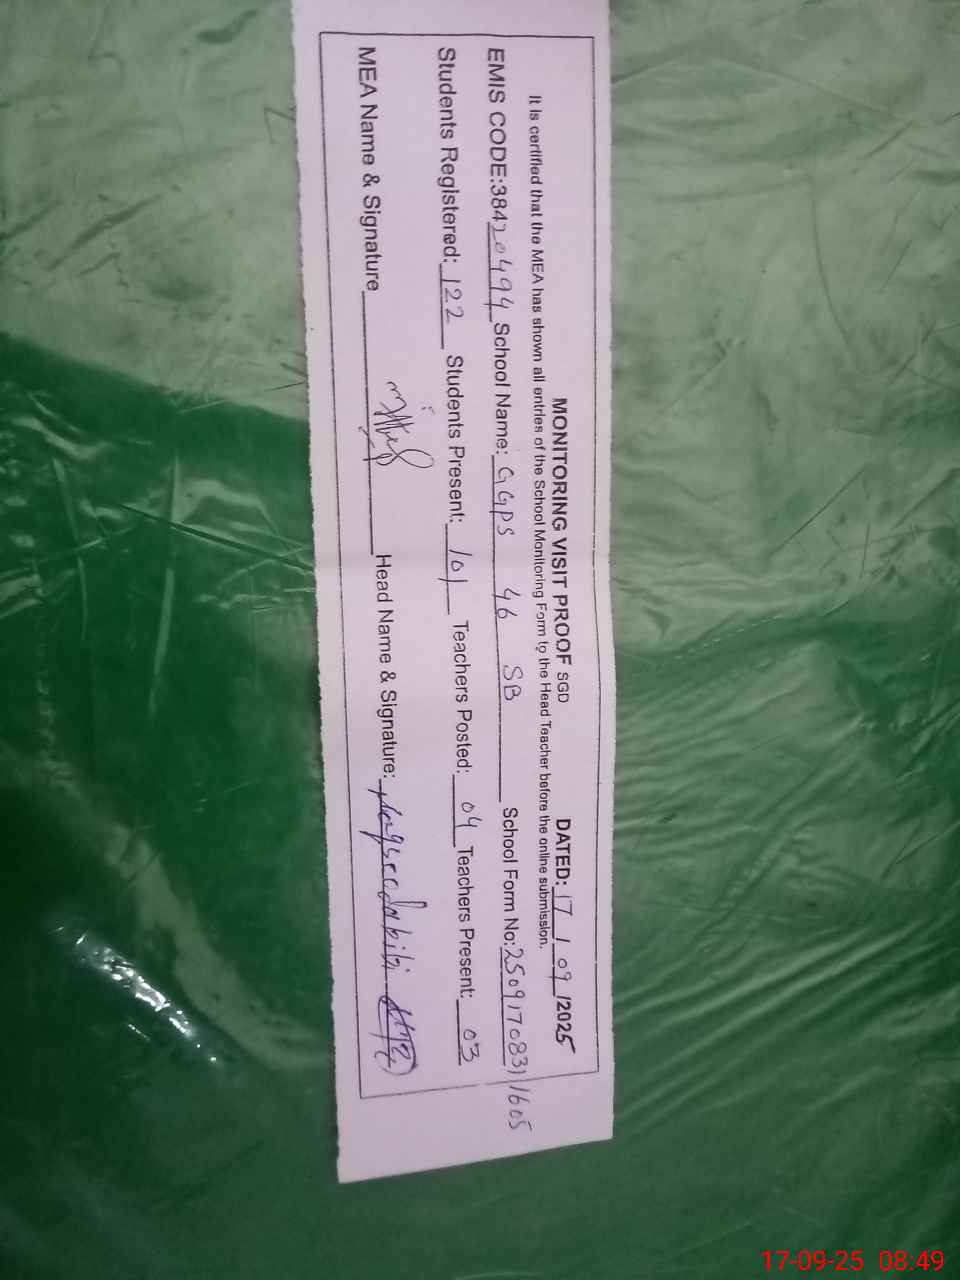 MONITORING VISIT PROOF SGD DATED: 17 / 09 /2025
It is certified that the MEA has shown all entries of the School Monitoring Form to the Head Teacher before the online submission.
EMIS CODE:38420494 School Name: GGPS 46 SB School Form No: 250917083111605
Students Registered: 122 Students Present: 101 Teachers Posted: 04 Teachers Present: 03
MEA Name & Signature Head Name & Signature: bibi
17-09-25 08:49